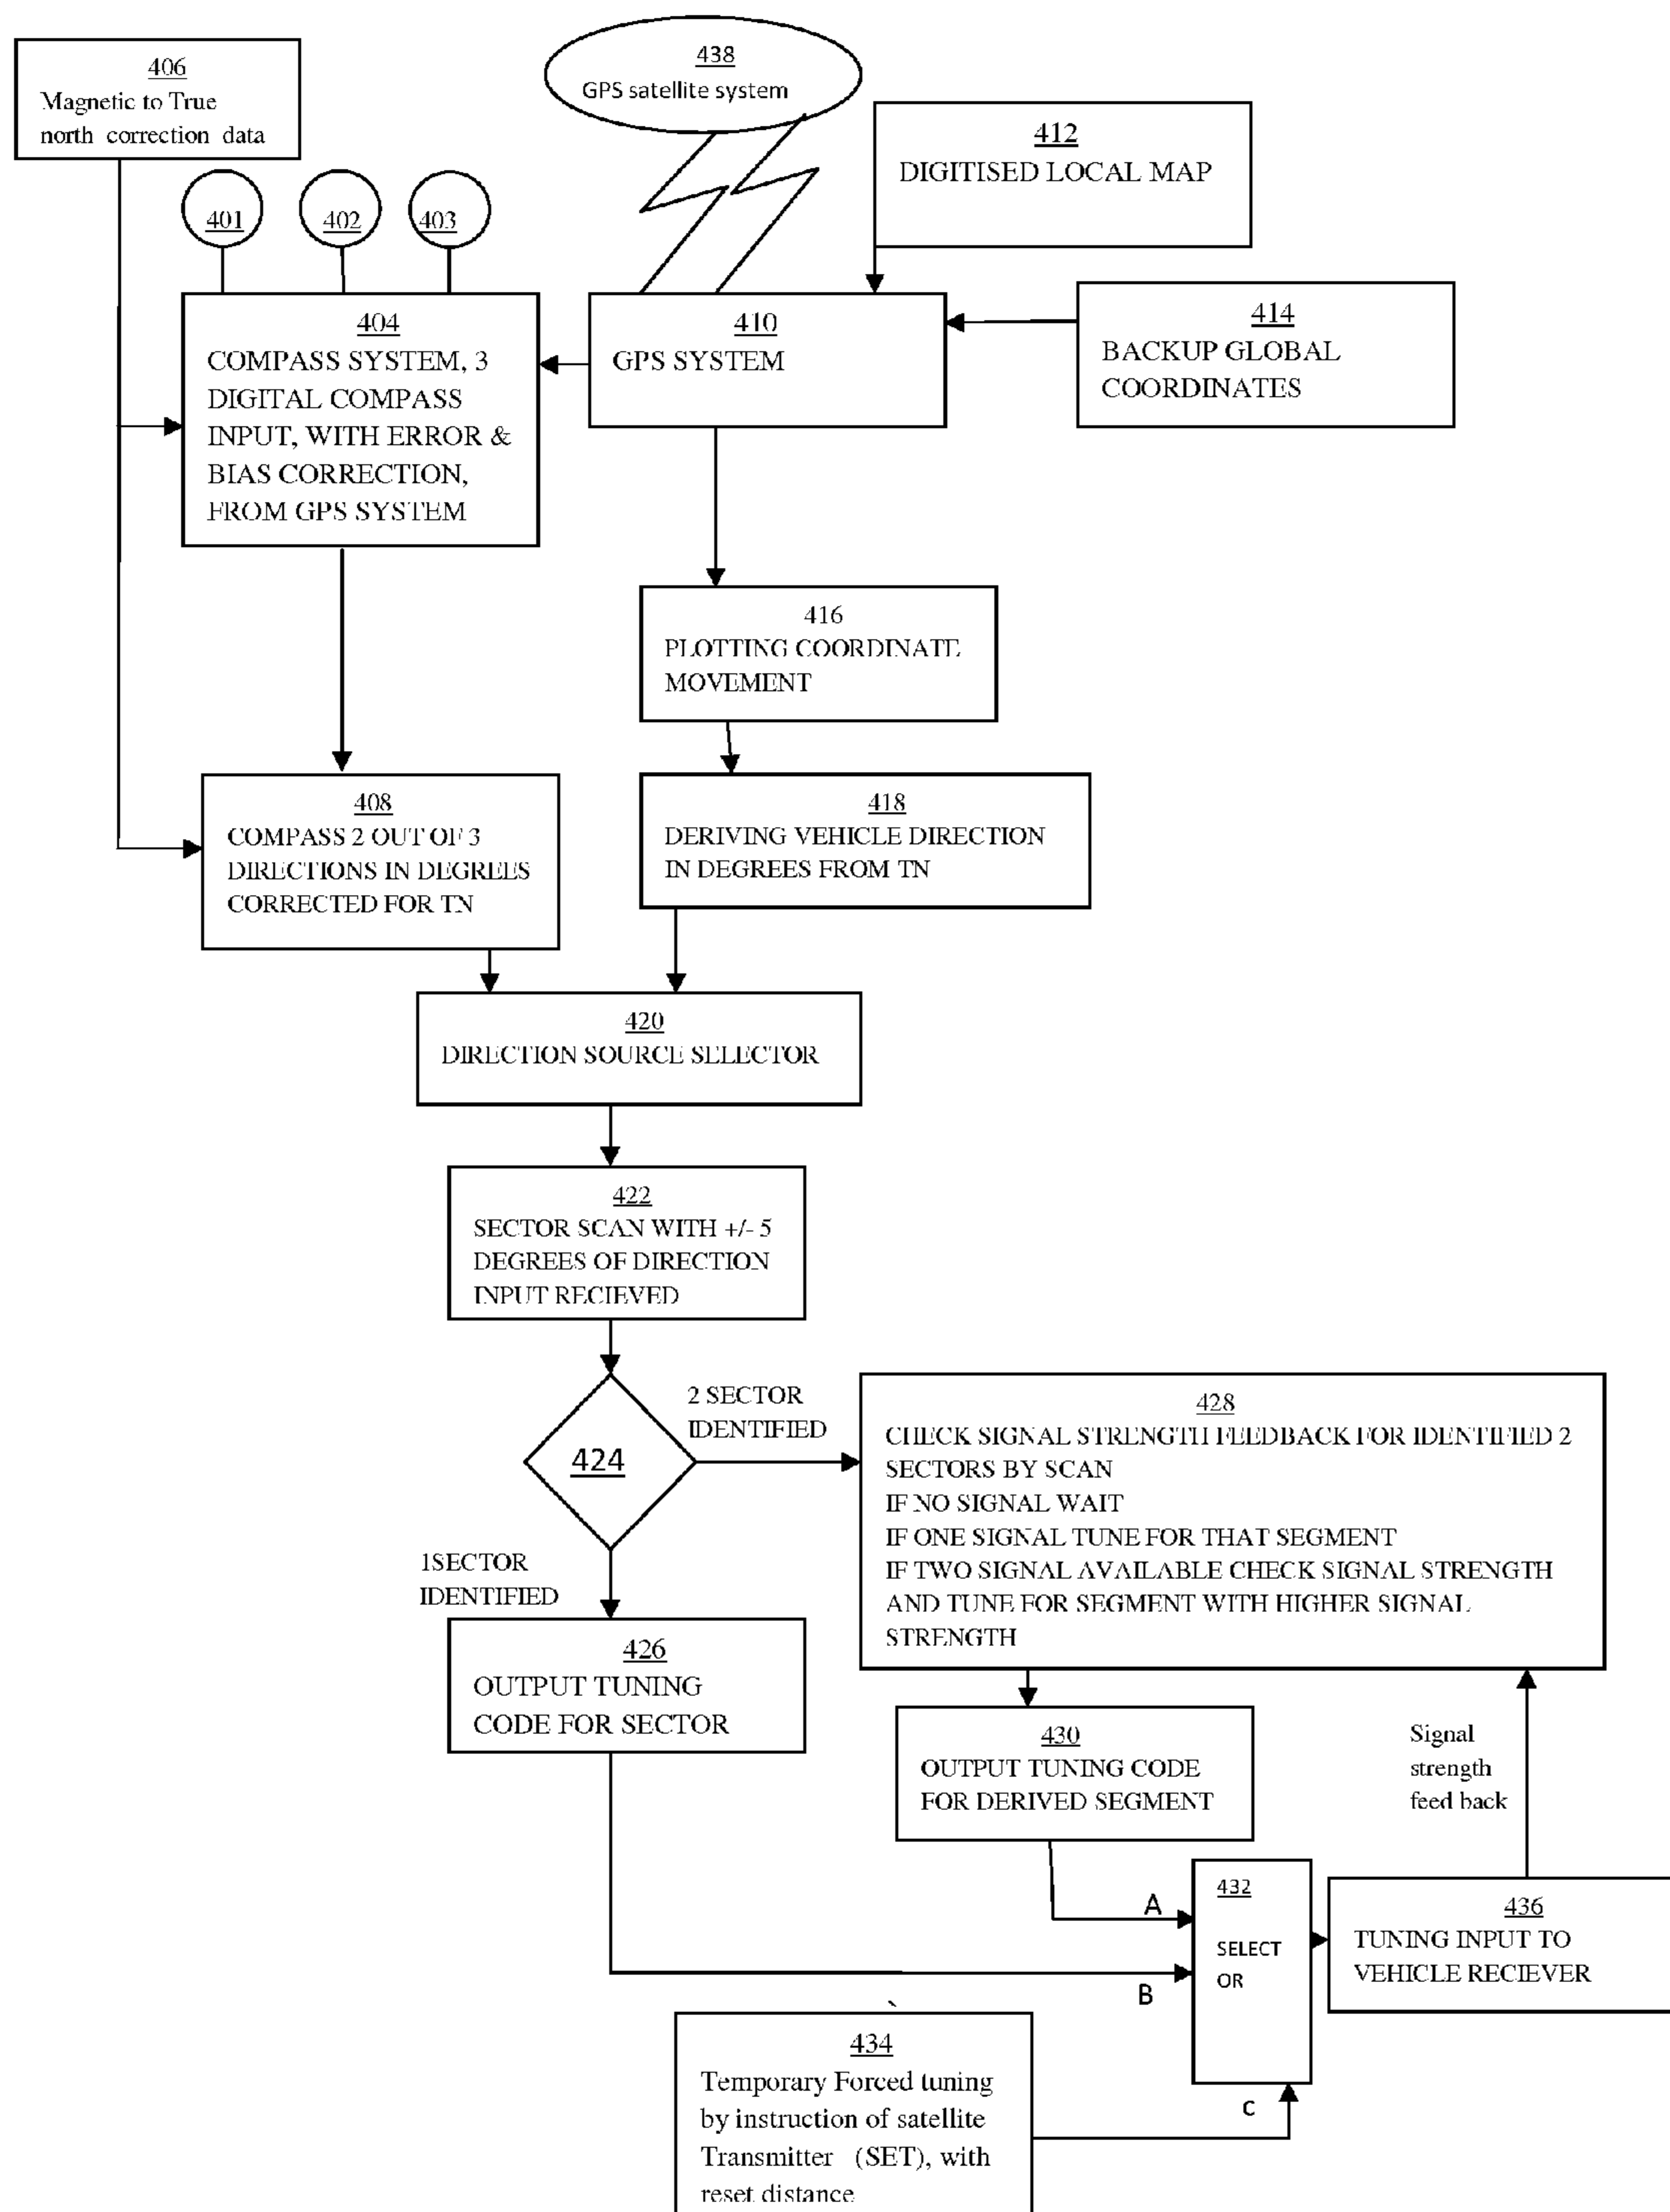 406
Magnetic to True
north correction data
438
GPS satellite system
412
DIGITISED LOCAL MAP
401
402
403
404
COMPASS SYSTEM, 3
DIGITAL COMPASS
INPUT, WITH ERROR &
BIAS CORRECTION,
FROM GPS SYSTEM
410
GPS SYSTEM
414
BACKUP GLOBAL
COORDINATES
416
PLOTTING COORDINATE
MOVEMENT
408
COMPASS 2 OUT OF 3
DIRECTIONS IN DEGREES
CORRECTED FOR TN
418
DERIVING VEHICLE DIRECTION
IN DEGREES FROM TN
420
DIRECTION SOURCE SELECTOR
422
SECTOR SCAN WITH +/- 5
DEGREES OF DIRECTION
INPUT RECIEVED
424
2 SECTOR
IDENTIFIED
428
CHECK SIGNAL STRENGTH FEEDBACK FOR IDENTIFIED 2
SECTORS BY SCAN
IF NO SIGNAL WAIT
IF ONE SIGNAL TUNE FOR THAT SEGMENT
IF TWO SIGNAL AVAILABLE CHECK SIGNAL STRENGTH
AND TUNE FOR SEGMENT WITH HIGHER SIGNAL
STRENGTH
1SECTOR
IDENTIFIED
426
OUTPUT TUNING
CODE FOR SECTOR
430
OUTPUT TUNING CODE
FOR DERIVED SEGMENT
Signal
strength
feed back
A
B
C
432
SELECT
OR
436
TUNING INPUT TO
VEHICLE RECIEVER
434
Temporary Forced tuning
by instruction of satellite
Transmitter (SET), with
reset distance